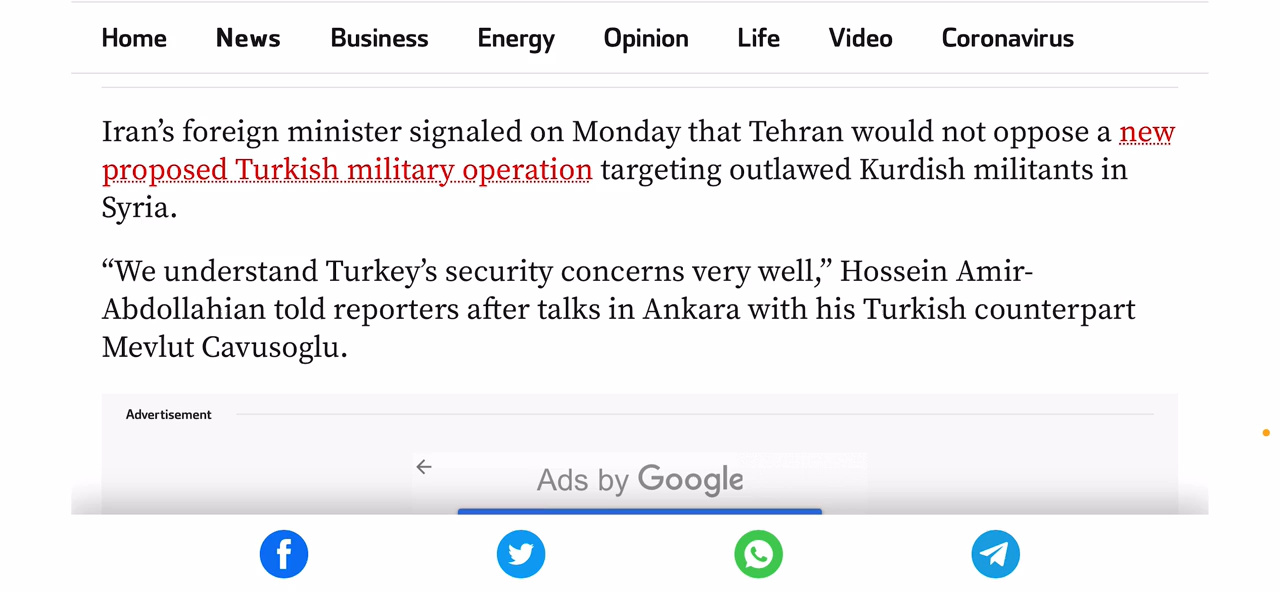 Home News Business Energy Opinion Life Video Coronavirus
Iran’s foreign minister signaled on Monday that Tehran would not oppose a new
proposed Turkish military operation targeting outlawed Kurdish militants in
Syria.
“We understand Turkey’s security concerns very well,” Hossein Amir-
Abdollahian told reporters after talks in Ankara with his Turkish counterpart
Mevlut Cavusoglu.
Advertisement
Ads by Google